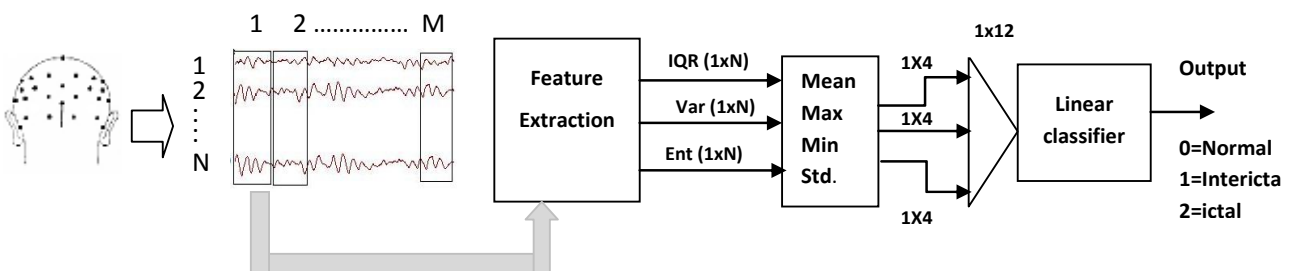 1 2 …………… M
1
2
N
Feature
Extraction
IQR (1xN)
Var (1xN)
Ent (1xN)
Mean
Max
Min
Std.
1X4
1X4
1X4
1x12
Linear
classifier
Output
0=Normal
1=Intericta
2=ictal